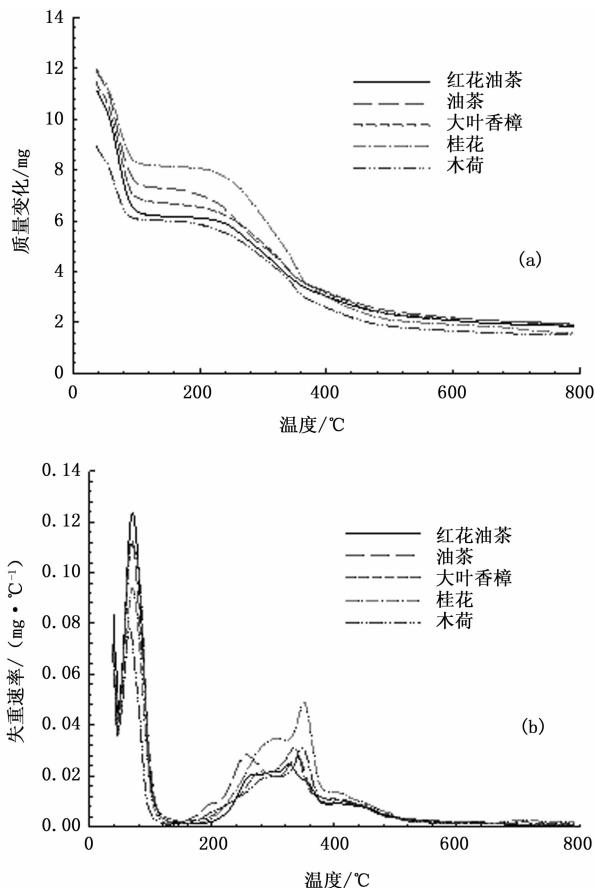 14
12
10
8
6
4
2
0
质量变化/mg
红花油茶
油茶
大叶香樟
桂花
木荷
(a)
0 200 400 600 800
温度/℃
0.14
0.12
0.10
0.08
0.06
0.04
0.02
0.00
失重速率/(mg·℃⁻¹)
红花油茶
油茶
大叶香樟
桂花
木荷
(b)
0 200 400 600 800
温度/℃